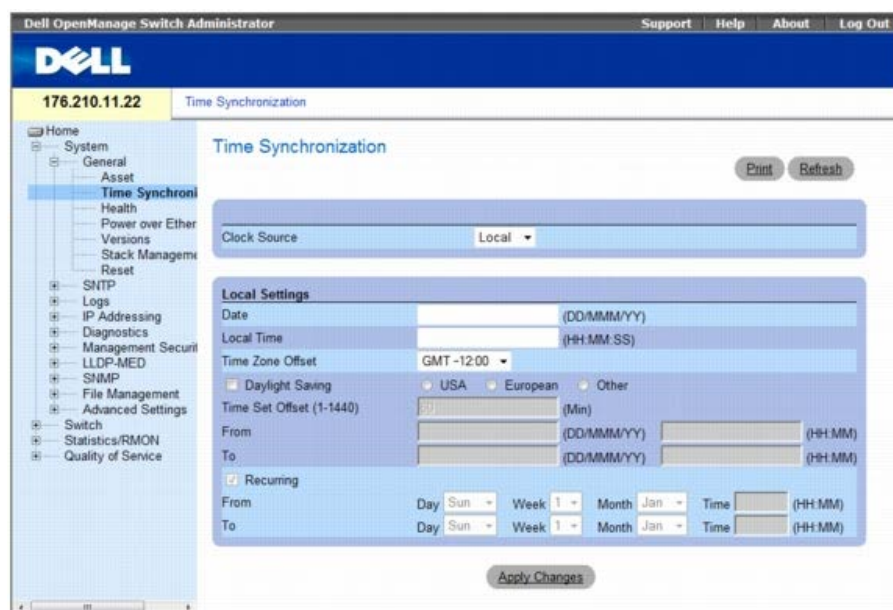 Dell OpenManage Switch Administrator Support Help About Log Out
DELL
176.210.11.22 Time Synchronization
Home
System
General
Asset
Time Synchroni
Health
Power over Ether
Versions
Stack Manageme
Reset
SNTP
Logs
IP Addressing
Diagnostics
Management Securit
LLDP-MED
SNMP
File Management
Advanced Settings
Switch
Statistics/RMON
Quality of Service
Time Synchronization
Print Refresh
Clock Source Local
Local Settings
Date (DD/MMM/YY)
Local Time (HH:MM:SS)
Time Zone Offset GMT -12:00
Daylight Saving USA European Other
Time Set Offset (1-1440) (Min)
From (DD/MMM/YY) (HH:MM)
To (DD/MMM/YY) (HH:MM)
Recurring
From Day Sun Week 1 Month Jan Time (HH:MM)
To Day Sun Week 1 Month Jan Time (HH:MM)
Apply Changes